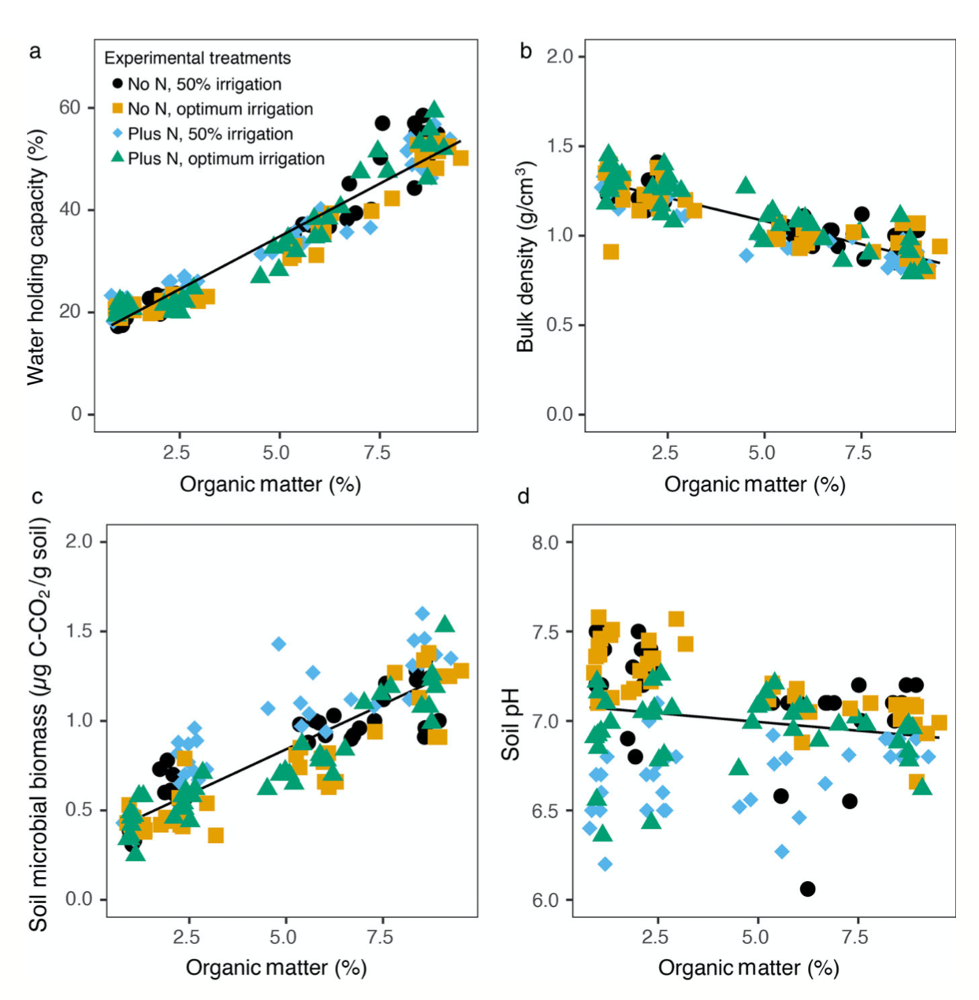 a
Experimental treatments
No N, 50% irrigation
No N, optimum irrigation
Plus N, 50% irrigation
Plus N, optimum irrigation
Water holding capacity (%)
60
40
20
0
2.5 5.0 7.5
Organic matter (%)
b
Bulk density (g/cm³)
2.0
1.5
1.0
0.5
0.0
2.5 5.0 7.5
Organic matter (%)
c
Soil microbial biomass (µg C-CO₂/g soil)
2.0
1.5
1.0
0.5
0.0
2.5 5.0 7.5
Organic matter (%)
d
Soil pH
8.0
7.5
7.0
6.5
6.0
2.5 5.0 7.5
Organic matter (%)